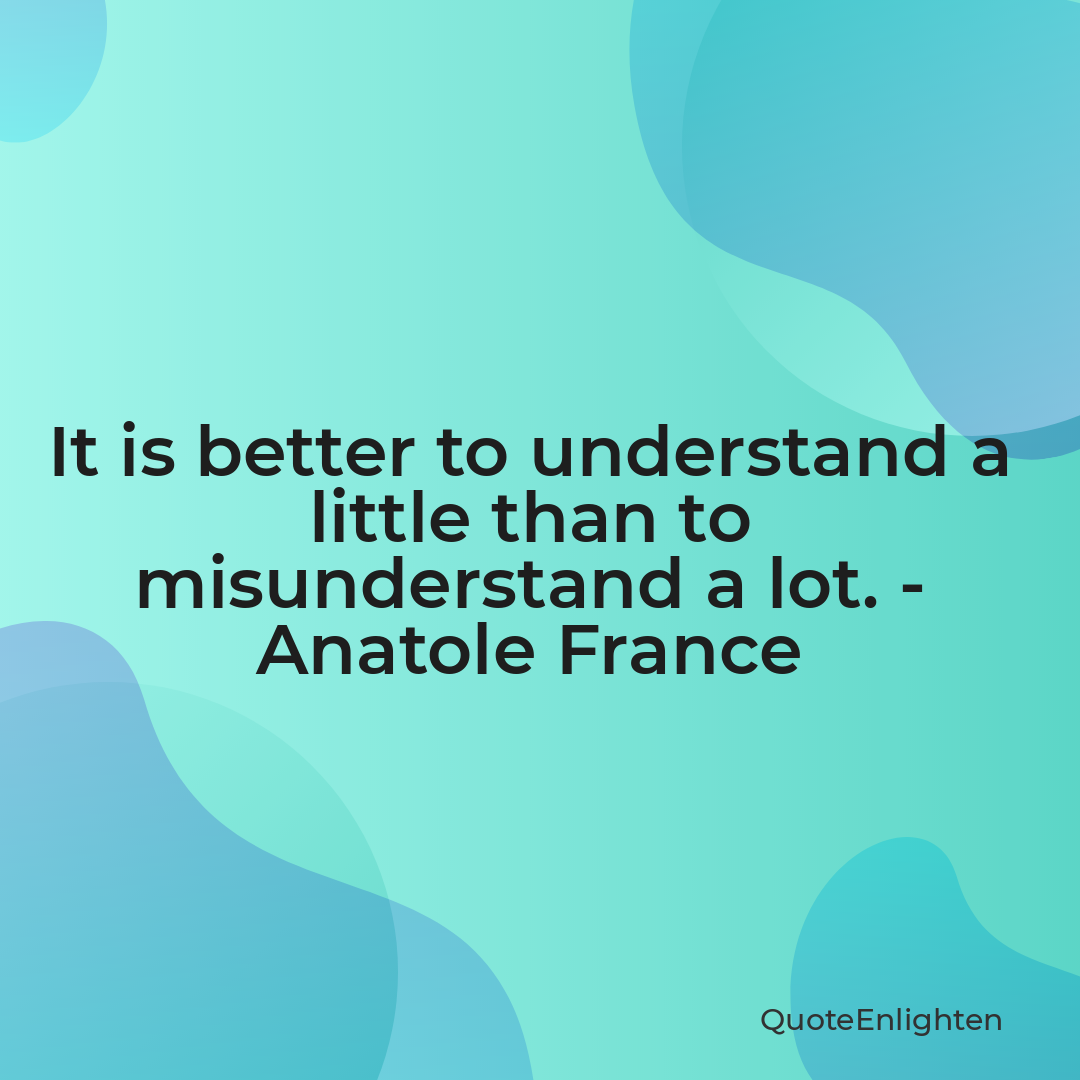 It is better to understand a
little than to
misunderstand a lot. -
Anatole France
QuoteEnlighten